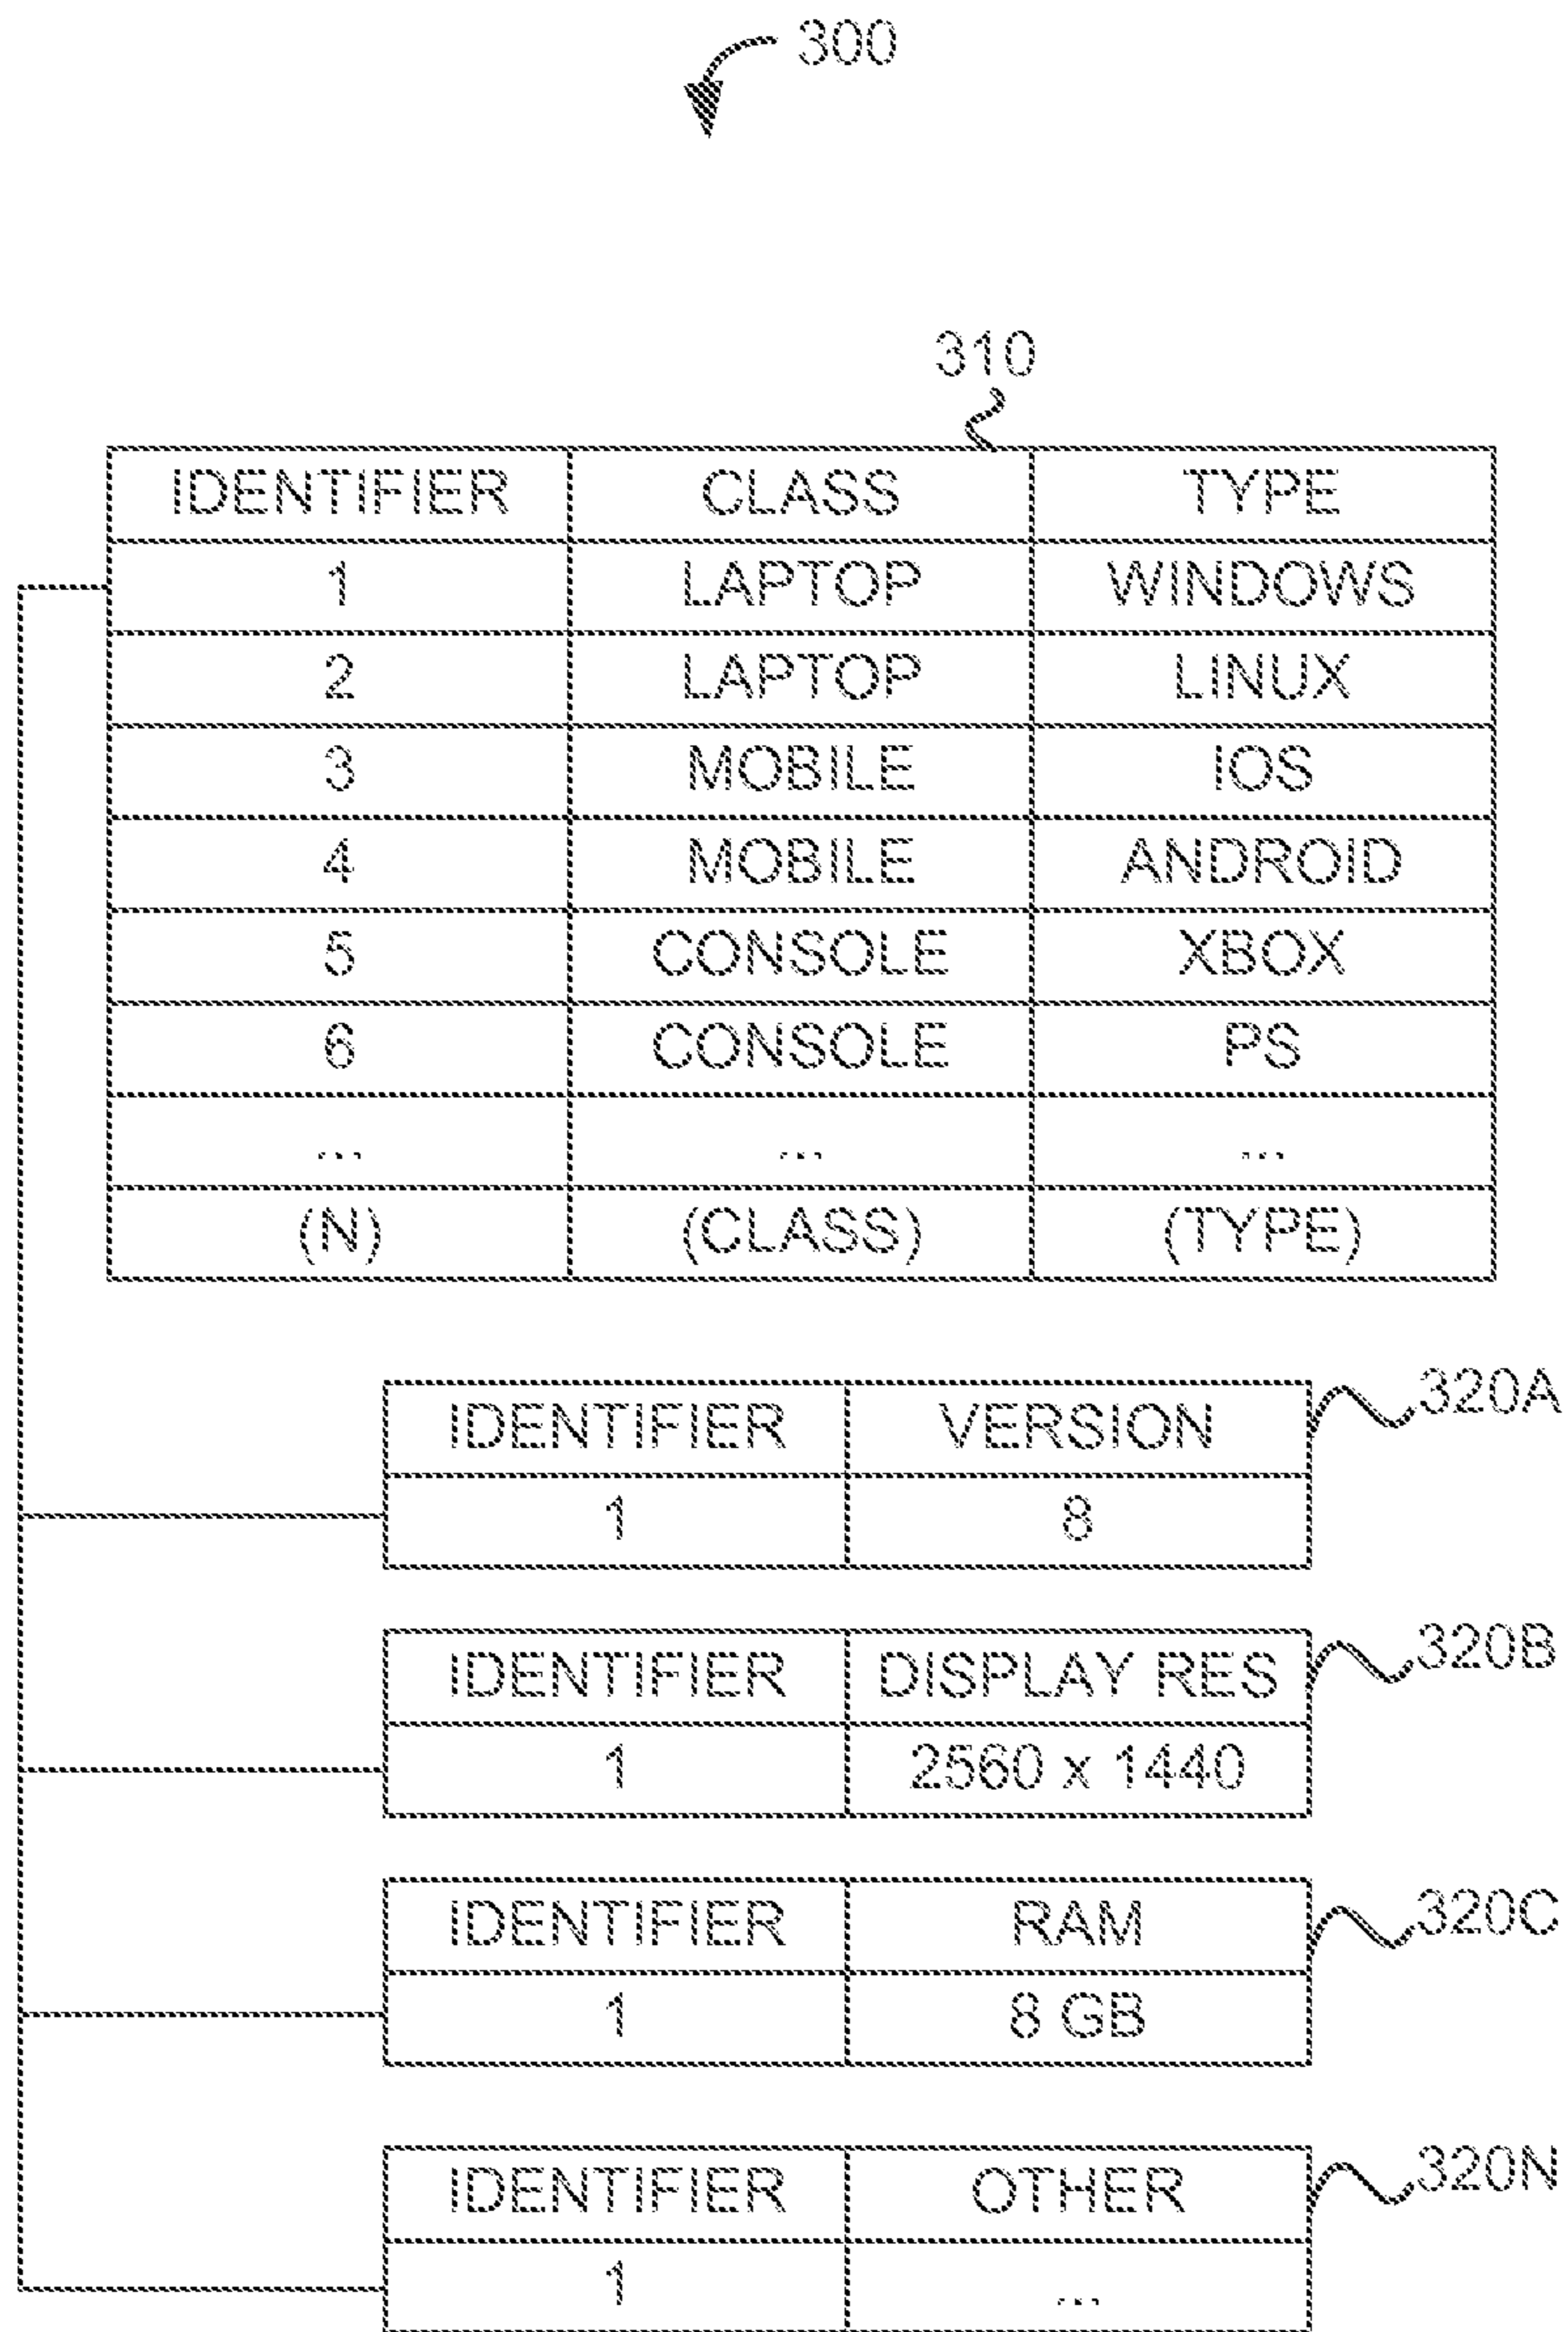 300
310
IDENTIFIER CLASS TYPE
1 LAPTOP WINDOWS
2 LAPTOP LINUX
3 MOBILE IOS
4 MOBILE ANDROID
5 CONSOLE XBOX
6 CONSOLE PS
... ... ...
(N) (CLASS) (TYPE)
320A
IDENTIFIER VERSION
1 8
320B
IDENTIFIER DISPLAY RES
1 2560 x 1440
320C
IDENTIFIER RAM
1 8 GB
320N
IDENTIFIER OTHER
1 ...